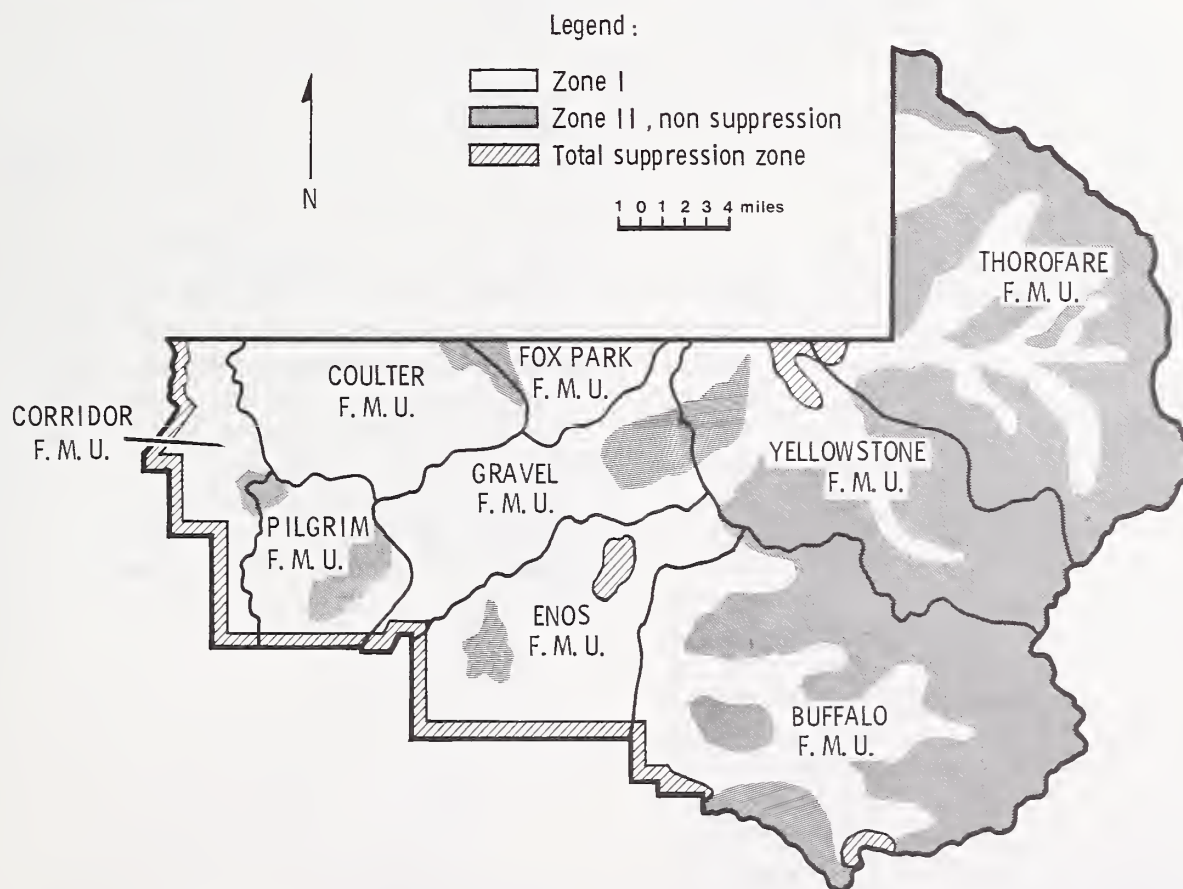 Legend :
Zone I
Zone II , non suppression
Total suppression zone
N
1 0 1 2 3 4 miles
THOROFARE
F. M. U.
FOX PARK
F. M. U.
COULTER
F. M. U.
CORRIDOR
F. M. U.
YELLOWSTONE
F. M. U.
GRAVEL
F. M. U.
PILGRIM
F. M. U.
ENOS
F. M. U.
BUFFALO
F. M. U.